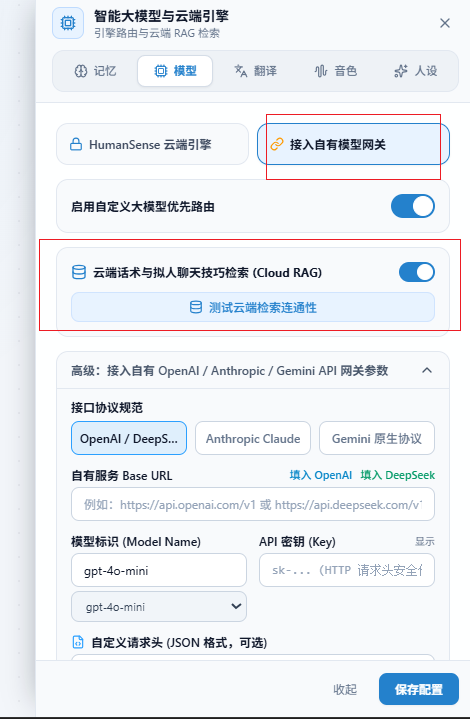 智能大模型与云端引擎
引擎路由与云端 RAG 检索
记忆 模型 翻译 音色 人设
HumanSense 云端引擎 接入自有模型网关
启用自定义大模型优先路由
云端话术与拟人聊天技巧检索 (Cloud RAG)
测试云端检索连通性
高级：接入自有 OpenAI / Anthropic / Gemini API 网关参数
接口协议规范
OpenAI / DeepS... Anthropic Claude Gemini 原生协议
自有服务 Base URL 填入 OpenAI 填入 DeepSeek
例如：https://api.openai.com/v1 或 https://api.deepseek.com/v1
模型标识 (Model Name) API 密钥 (Key) 显示
gpt-4o-mini sk-... (HTTP 请求头安全
gpt-4o-mini
自定义请求头 (JSON 格式，可选)
收起 保存配置